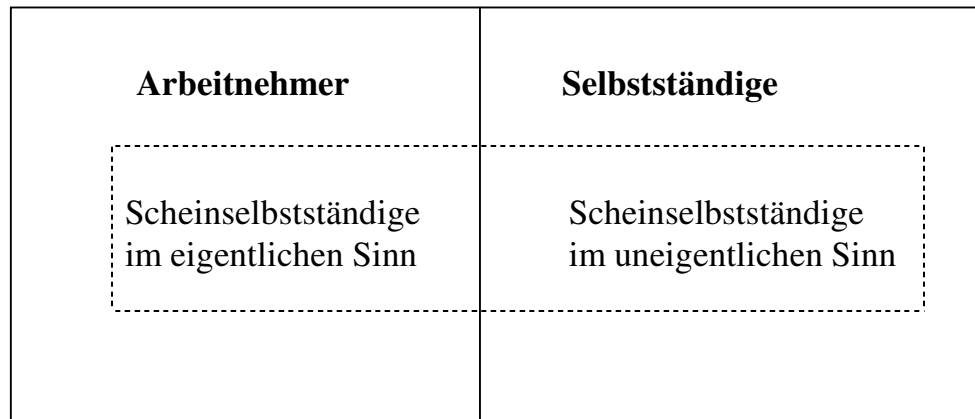 Arbeitnehmer
Selbstständige
Scheinselbstständige
im eigentlichen Sinn
Scheinselbstständige
im uneigentlichen Sinn